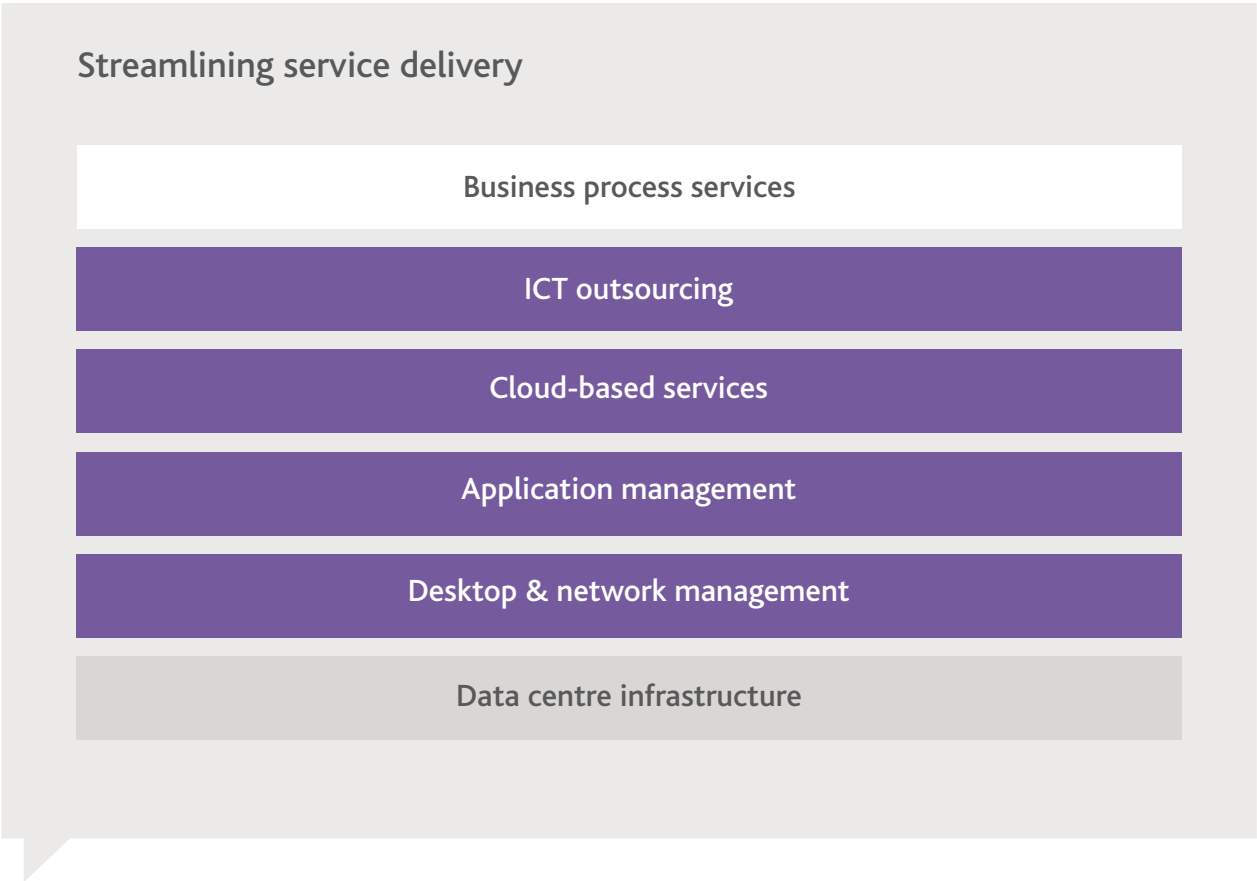 Streamlining service delivery
Business process services
ICT outsourcing
Cloud-based services
Application management
Desktop & network management
Data centre infrastructure